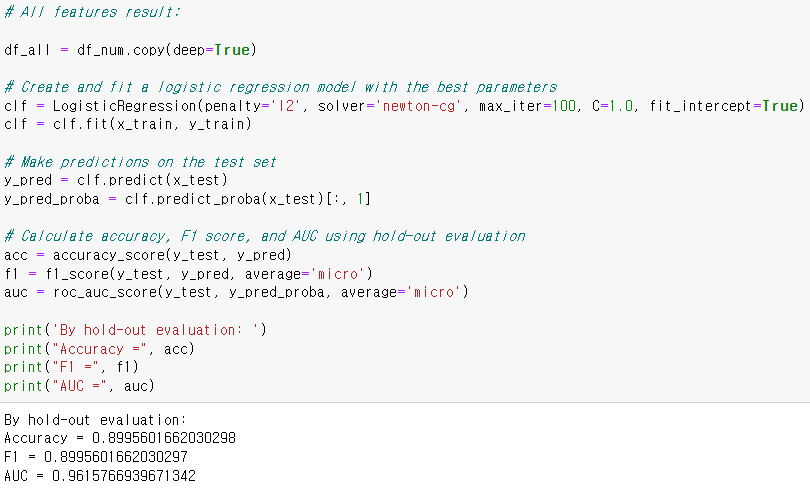 # All features result:
df_all = df_num.copy(deep=True)
# Create and fit a logistic regression model with the best parameters
clf = LogisticRegression(penalty='l2', solver='newton-cg', max_iter=100, C=1.0, fit_intercept=True)
clf = clf.fit(x_train, y_train)
# Make predictions on the test set
y_pred = clf.predict(x_test)
y_pred_proba = clf.predict_proba(x_test)[:, 1]
# Calculate accuracy, F1 score, and AUC using hold-out evaluation
acc = accuracy_score(y_test, y_pred)
f1 = f1_score(y_test, y_pred, average='micro')
auc = roc_auc_score(y_test, y_pred_proba, average='micro')
print('By hold-out evaluation: ')
print("Accuracy =", acc)
print("F1 =", f1)
print("AUC =", auc)
By hold-out evaluation:
Accuracy = 0.8995601662030298
F1 = 0.8995601662030297
AUC = 0.9615766939671342